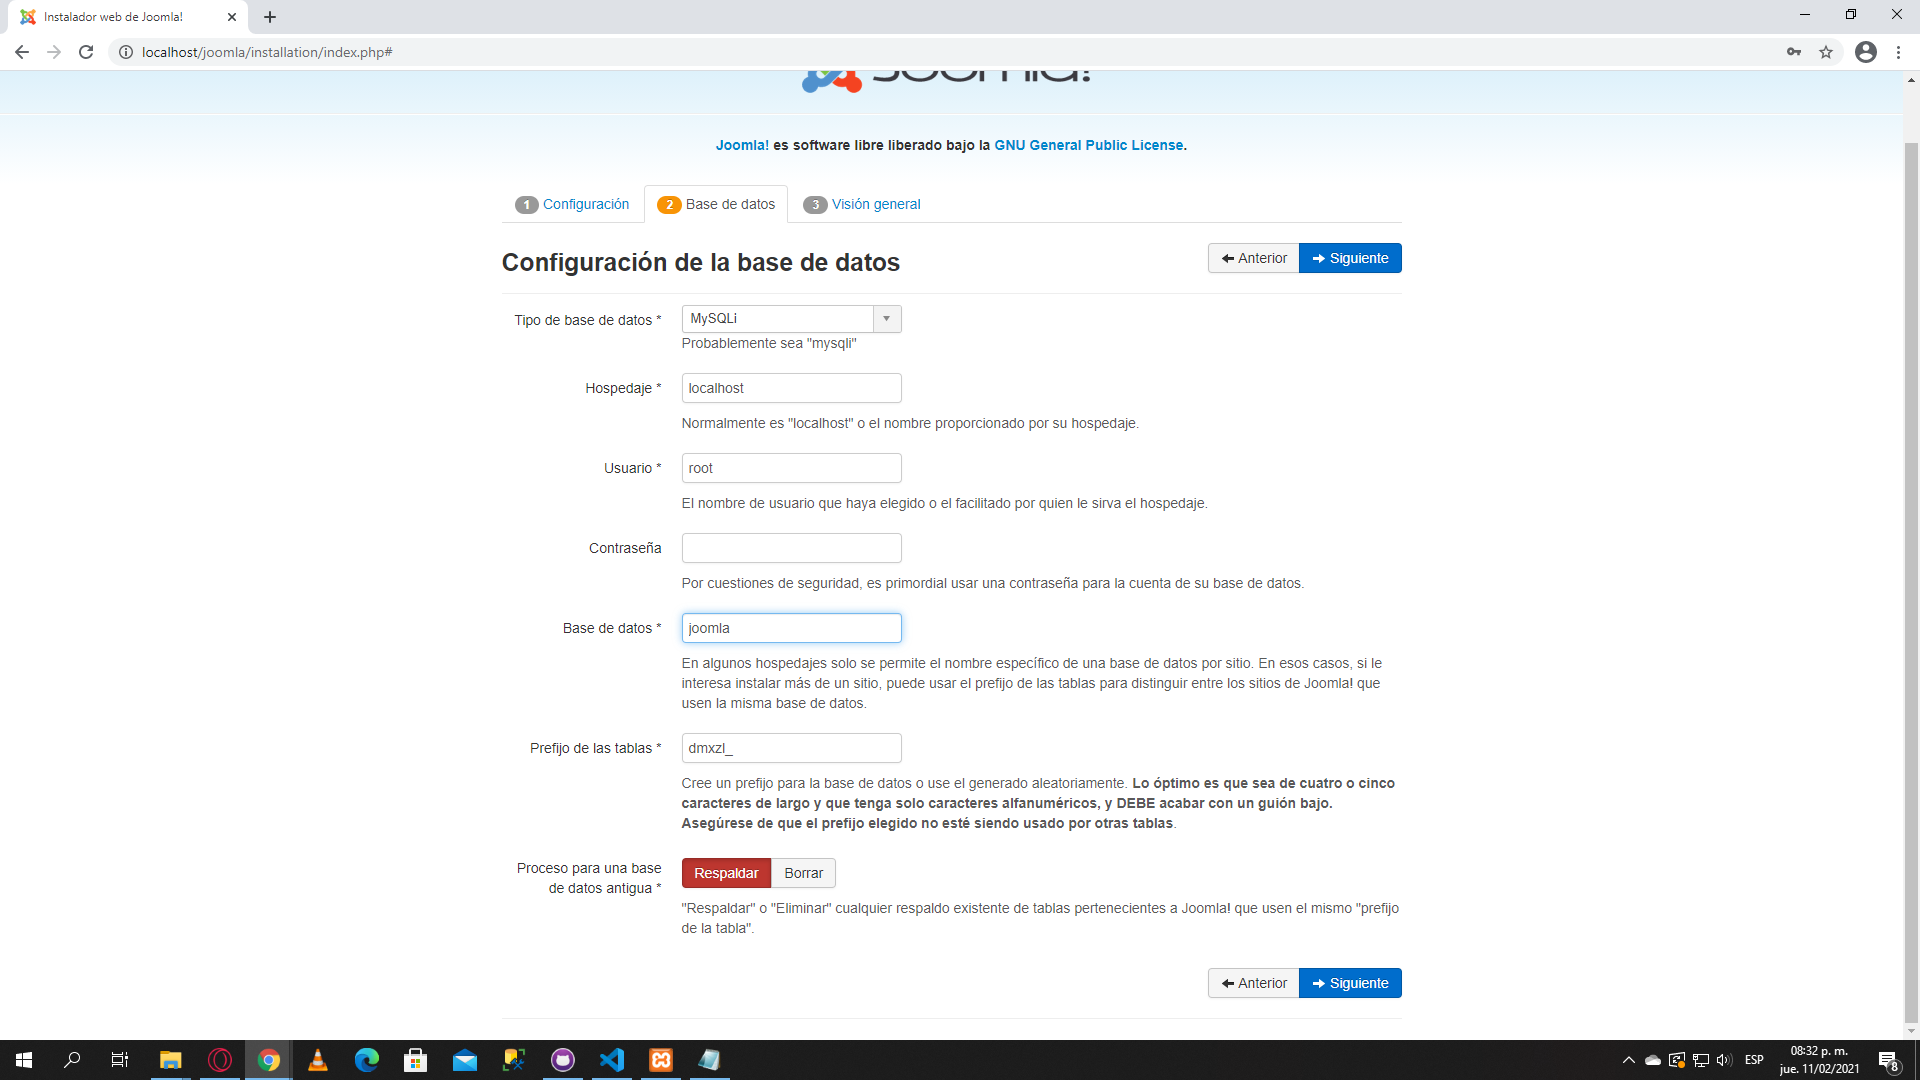 Instalador web de Joomla!
localhost/joomla/installation/index.php#
Joomla!
Joomla! es software libre liberado bajo la GNU General Public License.
1 Configuración 2 Base de datos 3 Visión general
Configuración de la base de datos
Anterior Siguiente
Tipo de base de datos * MySQLi
Probablemente sea "mysqli"
Hospedaje * localhost
Normalmente es "localhost" o el nombre proporcionado por su hospedaje.
Usuario * root
El nombre de usuario que haya elegido o el facilitado por quien le sirva el hospedaje.
Contraseña
Por cuestiones de seguridad, es primordial usar una contraseña para la cuenta de su base de datos.
Base de datos * joomla
En algunos hospedajes solo se permite el nombre específico de una base de datos por sitio. En esos casos, si le
interesa instalar más de un sitio, puede usar el prefijo de las tablas para distinguir entre los sitios de Joomla! que
usen la misma base de datos.
Prefijo de las tablas * dmxzl_
Cree un prefijo para la base de datos o use el generado aleatoriamente. Lo óptimo es que sea de cuatro o cinco
caracteres de largo y que tenga solo caracteres alfanuméricos, y DEBE acabar con un guión bajo.
Asegúrese de que el prefijo elegido no esté siendo usado por otras tablas.
Proceso para una base
de datos antigua *
Respaldar Borrar
"Respaldar" o "Eliminar" cualquier respaldo existente de tablas pertenecientes a Joomla! que usen el mismo "prefijo
de la tabla".
Anterior Siguiente
ESP
08:32 p. m.
jue. 11/02/2021
8